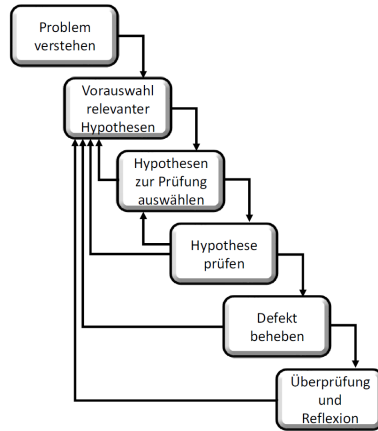 Problem
verstehen
Vorauswahl
relevanter
Hypothesen
Hypothesen
zur Prüfung
auswählen
Hypothese
prüfen
Defekt
beheben
Überprüfung
und
Reflexion